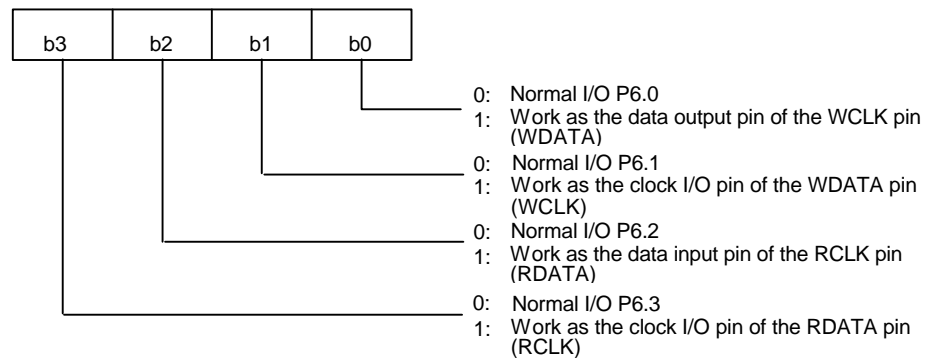 b3 b2 b1 b0
0: Normal I/O P6.0
1: Work as the data output pin of the WCLK pin
(WDATA)
0: Normal I/O P6.1
1: Work as the clock I/O pin of the WDATA pin
(WCLK)
0: Normal I/O P6.2
1: Work as the data input pin of the RCLK pin
(RDATA)
0: Normal I/O P6.3
1: Work as the clock I/O pin of the RDATA pin
(RCLK)